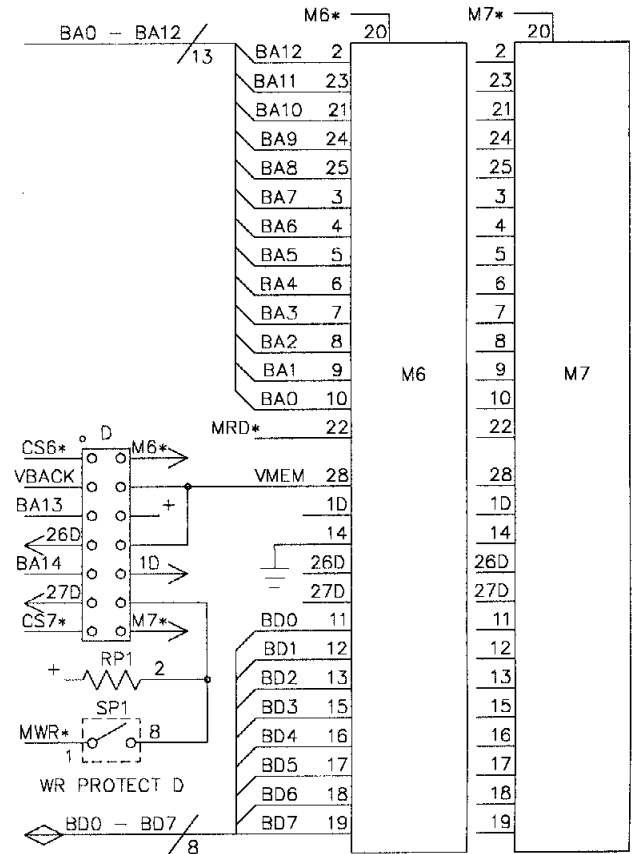 M6* M7*
20 20
BA0 - BA12
13
BA12 2 2
BA11 23 23
BA10 21 21
BA9 24 24
BA8 25 25
BA7 3 3
BA6 4 4
BA5 5 5
BA4 6 6
BA3 7 7
BA2 8 8
BA1 9 9
M6 M7
BA0 10 10
MRD* 22 22
D
CS6* M6*
VBACK VMEM 28 28
BA13 + 1D 1D
26D 14 14
BA14 1D 26D 26D
27D 27D 27D
CS7* M7* BD0 11 11
+ RP1 2 BD1 12 12
BD2 13 13
SP1 BD3 15 15
MWR* 1 8 BD4 16 16
BD5 17 17
WR PROTECT D BD6 18 18
BD0 - BD7 8 BD7 19 19